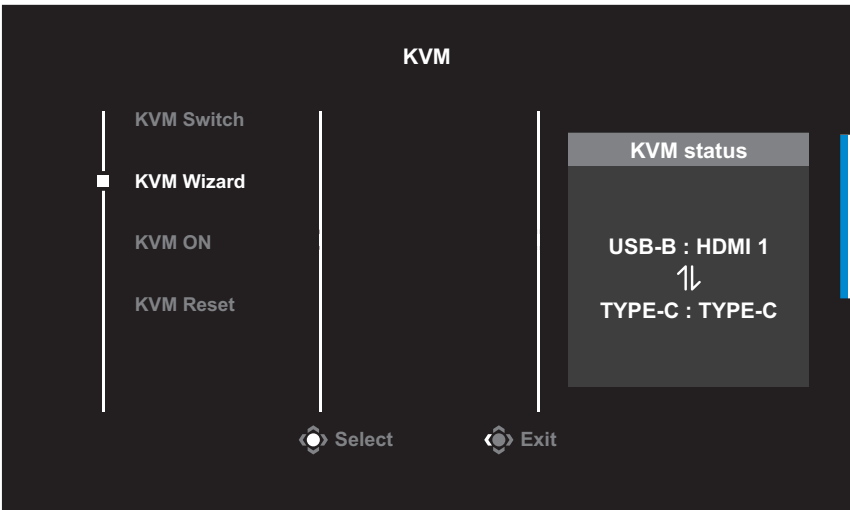 KVM
KVM Switch
KVM Wizard
KVM ON
KVM Reset
KVM status
USB-B : HDMI 1
TYPE-C : TYPE-C
Select
Exit